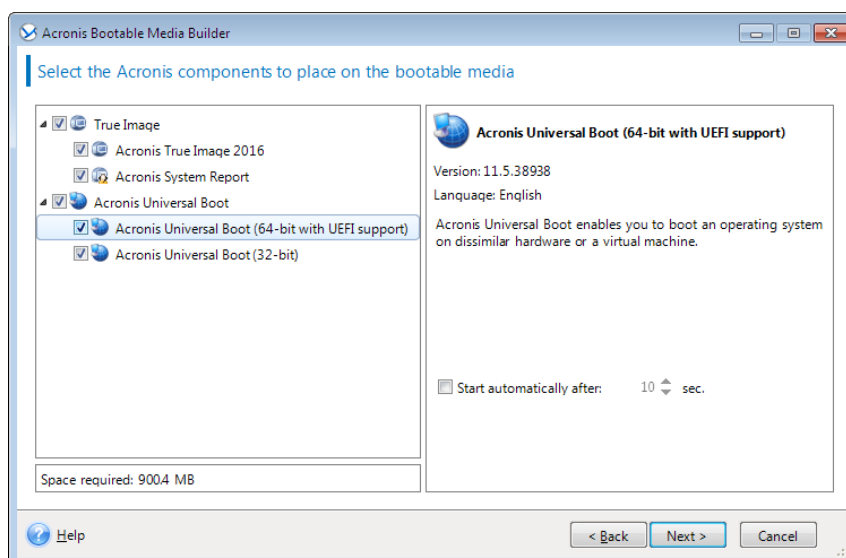 Acronis Bootable Media Builder
Select the Acronis components to place on the bootable media
True Image
Acronis True Image 2016
Acronis System Report
Acronis Universal Boot
Acronis Universal Boot (64-bit with UEFI support)
Acronis Universal Boot (32-bit)
Space required: 900.4 MB
Acronis Universal Boot (64-bit with UEFI support)
Version: 11.5.38938
Language: English
Acronis Universal Boot enables you to boot an operating system
on dissimilar hardware or a virtual machine.
Start automatically after: 10 sec.
Help
< Back
Next >
Cancel